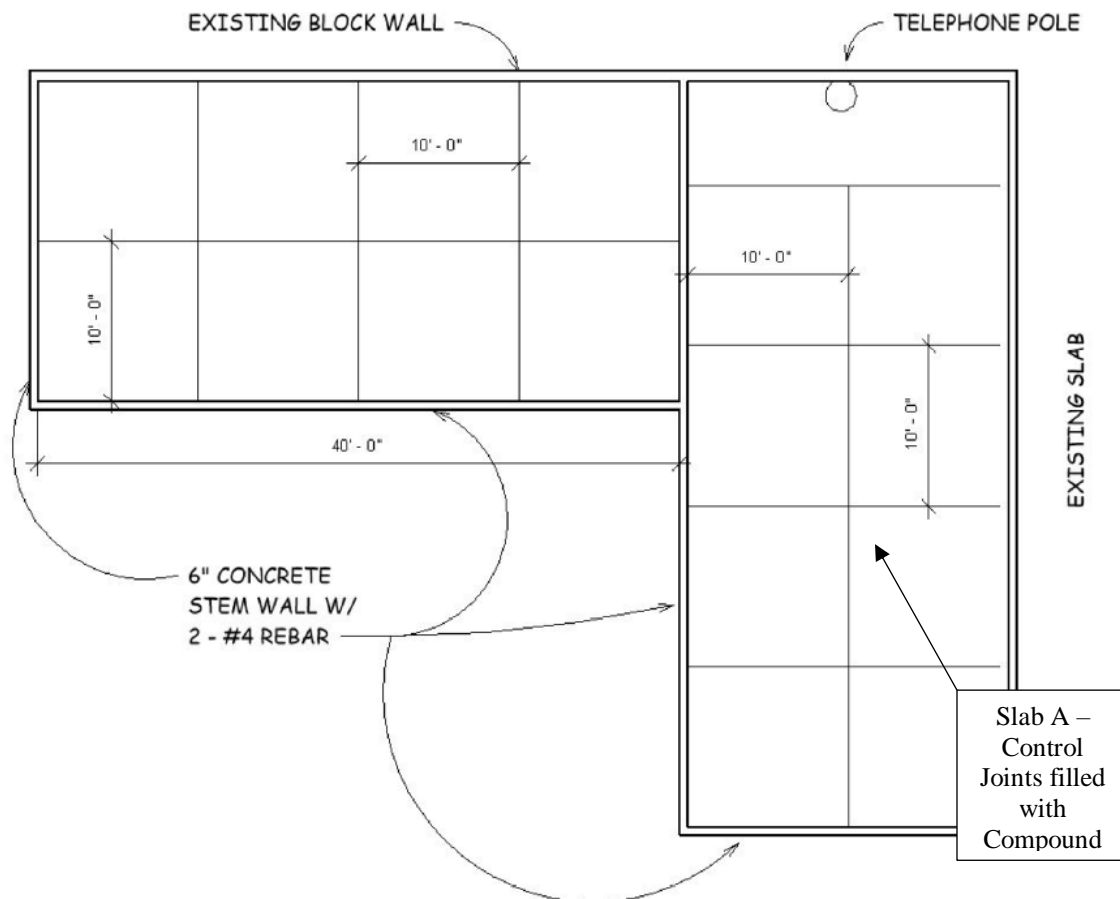 EXISTING BLOCK WALL
TELEPHONE POLE
10' - 0"
10' - 0"
10' - 0"
10' - 0"
EXISTING SLAB
40' - 0"
6" CONCRETE
STEM WALL W/
2 - #4 REBAR
Slab A –
Control
Joints filled
with
Compound